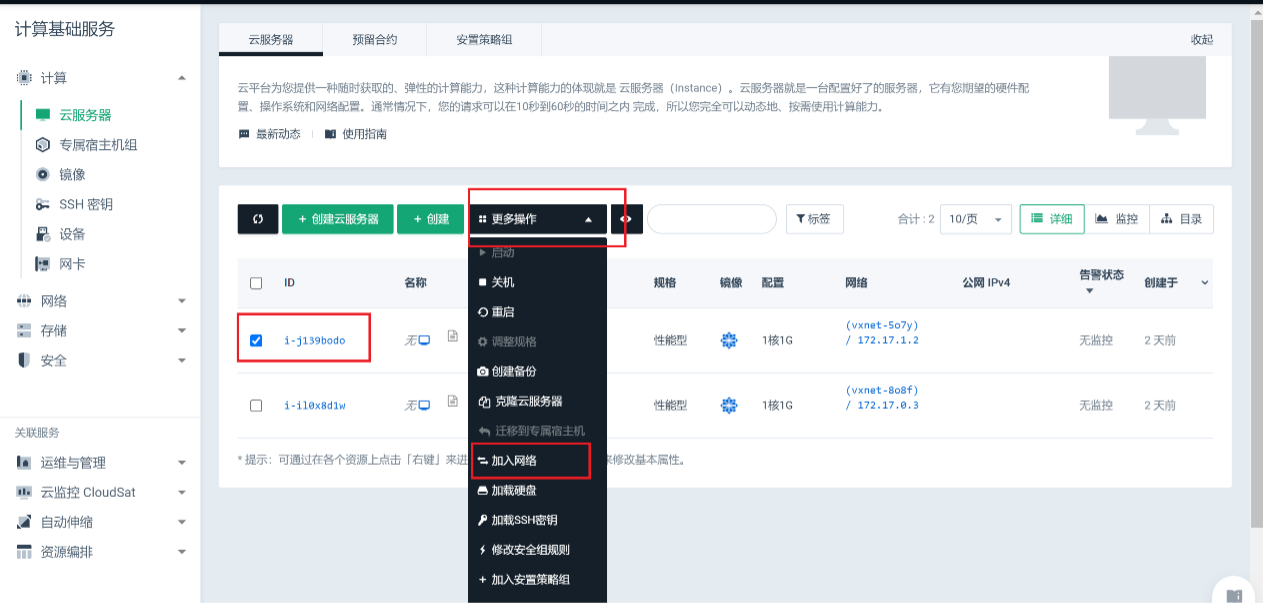 计算基础服务
计算
云服务器
专属宿主机组
镜像
SSH 密钥
设备
网卡
网络
存储
安全
关联服务
运维与管理
云监控 CloudSat
自动伸缩
资源编排
云服务器 预留合约 安置策略组 收起
云平台为您提供一种随时获取的、弹性的计算能力，这种计算能力的体现就是 云服务器（Instance）。云服务器就是一台配置好了的服务器，它有您期望的硬件配
置、操作系统和网络配置。通常情况下，您的请求可以在10秒到60秒的时间之内 完成，所以您完全可以动态地、按需使用计算能力。
最新动态 使用指南
+ 创建云服务器 + 创建 更多操作 标签 合计 : 2 10/页 详细 监控 目录
ID 名称 规格 镜像 配置 网络 公网 IPv4 告警状态 创建于
i-j139bodo 无 性能型 1核1G (vxnet-5o7y) / 172.17.1.2 无监控 2 天前
i-il0x8d1w 无 性能型 1核1G (vxnet-8o8f) / 172.17.0.3 无监控 2 天前
* 提示：可通过在各个资源上点击「右键」来进
来修改基本属性。
启动
关机
重启
调整规格
创建备份
克隆云服务器
迁移到专属宿主机
加入网络
加载硬盘
加载SSH密钥
修改安全组规则
+ 加入安置策略组